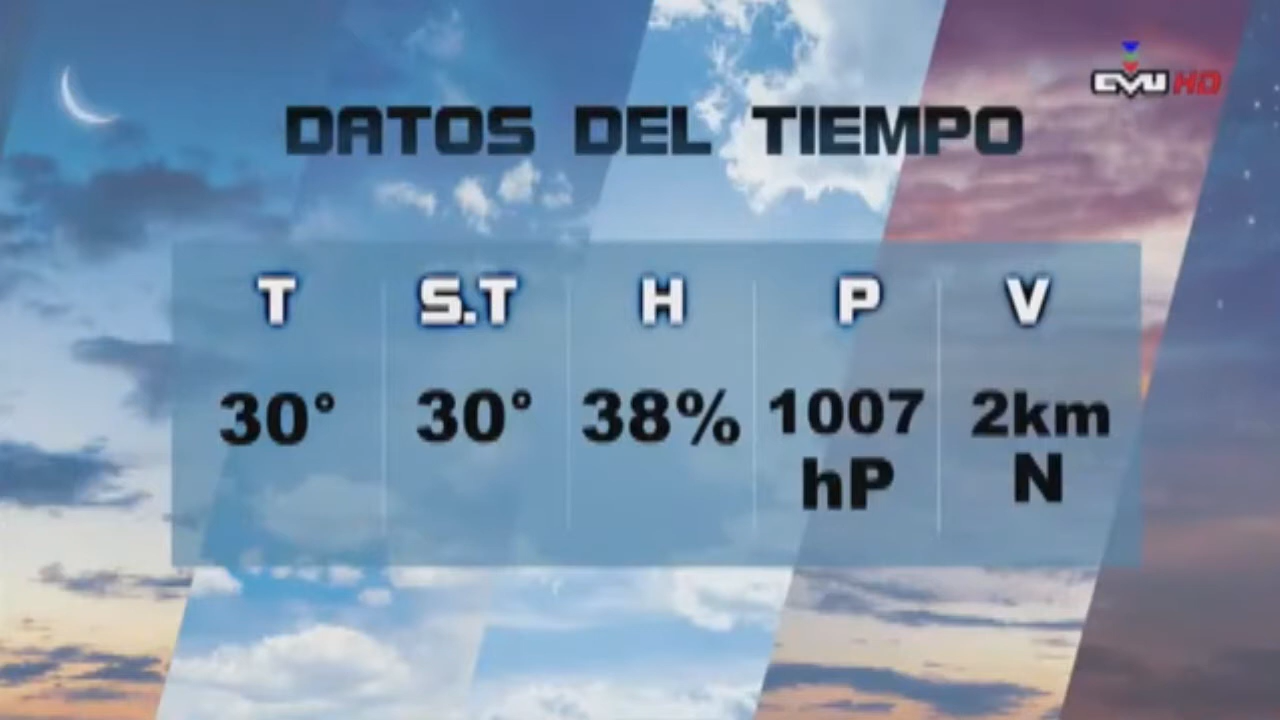 CVU HD
DATOS DEL TIEMPO
T S.T H P V
30° 30° 38% 1007 2km
hP N